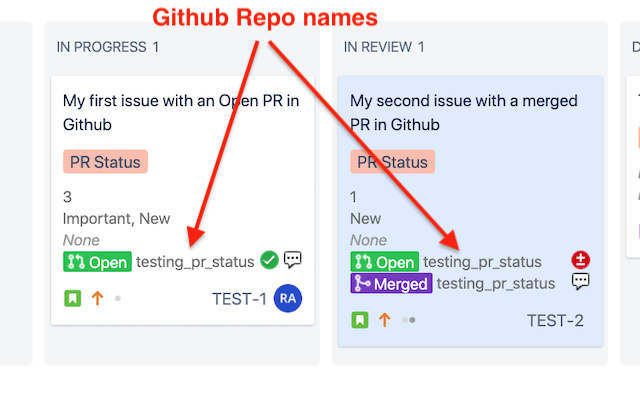 Github Repo names
IN PROGRESS 1
My first issue with an Open PR in
Github
PR Status
3
Important, New
None
Open testing_pr_status
TEST-1 RA
IN REVIEW 1
My second issue with a merged
PR in Github
PR Status
1
New
None
Open testing_pr_status
Merged testing_pr_status
TEST-2
D